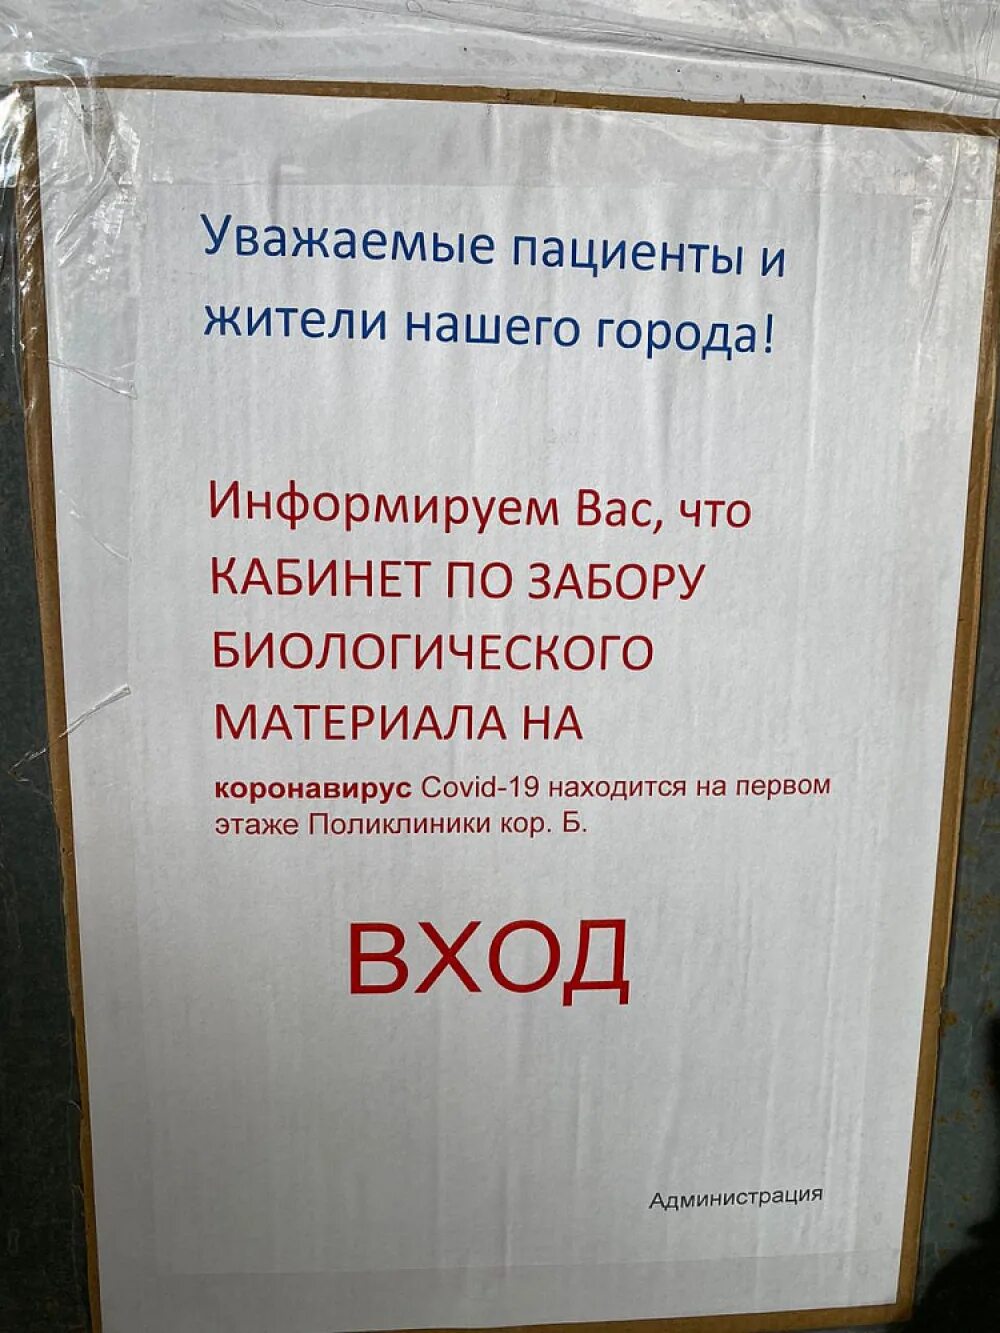 Уважаемые пациенты и
жители нашего города!
Информируем Вас, что
КАБИНЕТ ПО ЗАБОРУ
БИОЛОГИЧЕСКОГО
МАТЕРИАЛА НА
коронавирус Covid-19 находится на первом
этаже Поликлиники кор. Б.
ВХОД
Администрация